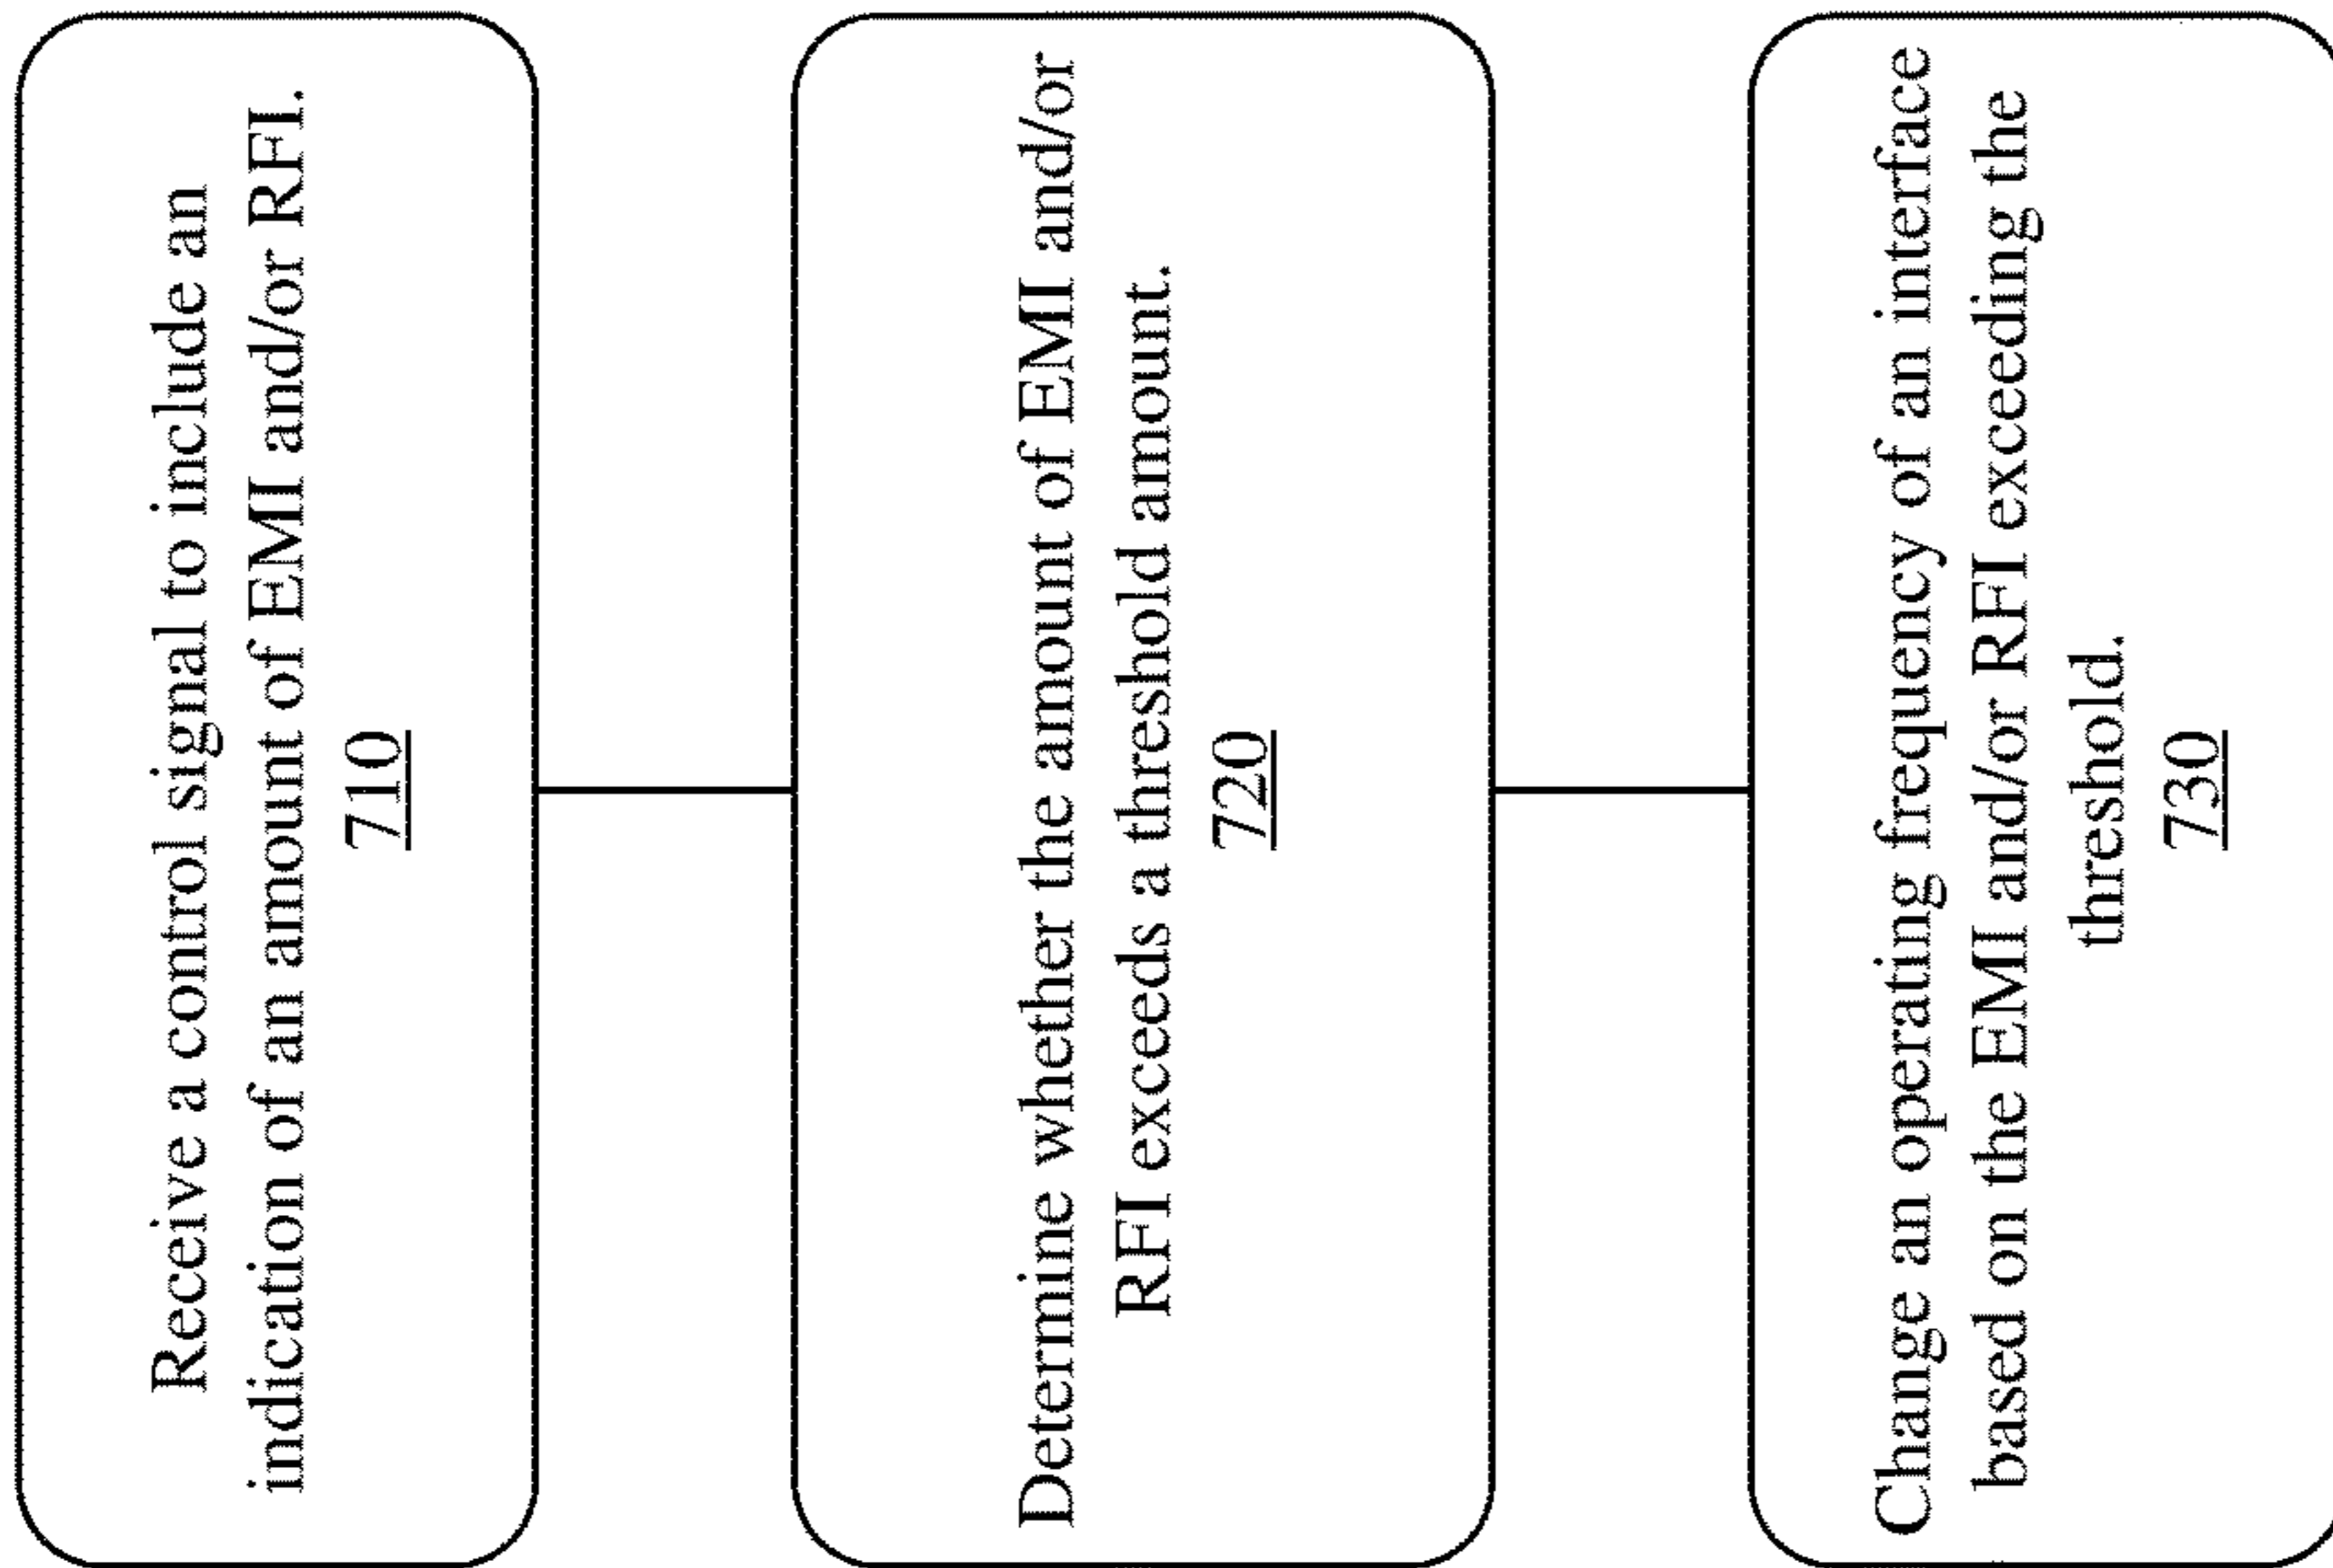 Receive a control signal to include an
indication of an amount of EMI and/or RFI.
710
Determine whether the amount of EMI and/or
RFI exceeds a threshold amount.
720
Change an operating frequency of an interface
based on the EMI and/or RFI exceeding the
threshold.
730